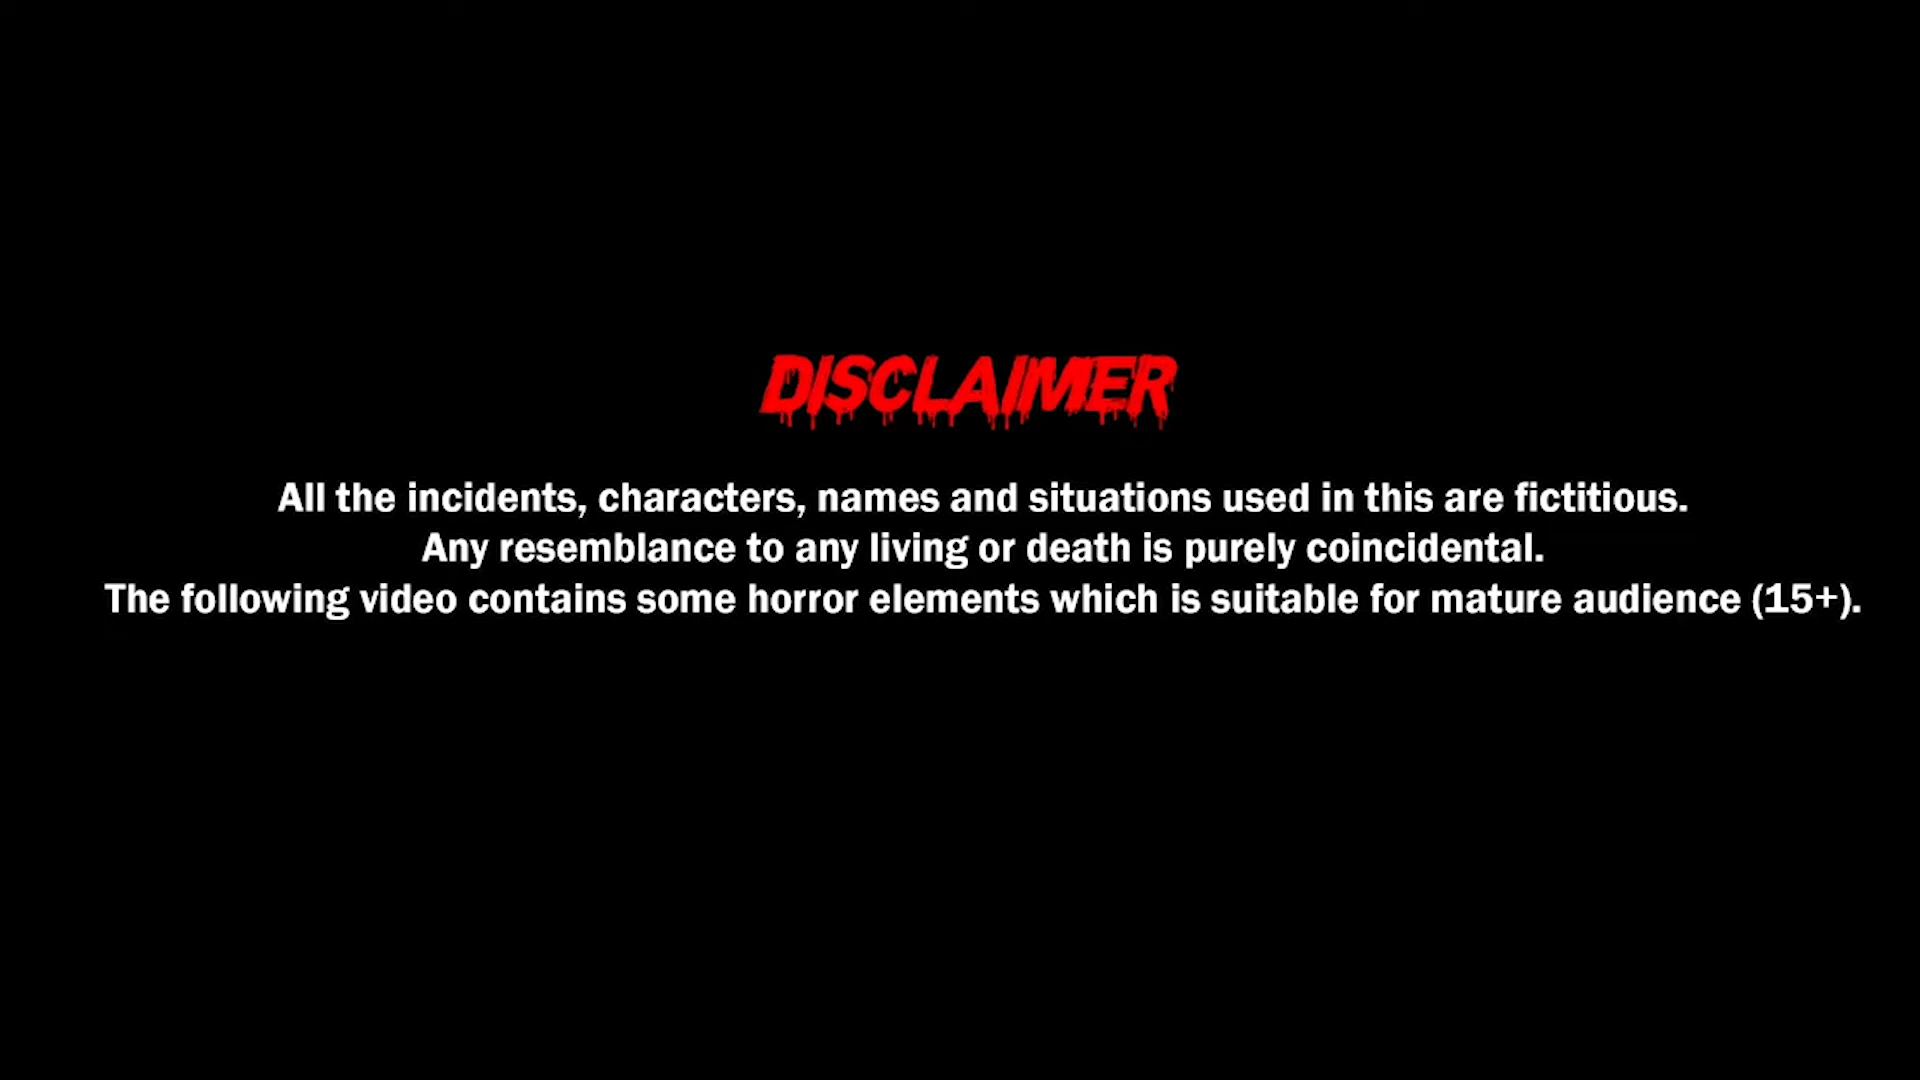 DISCLAIMER
All the incidents, characters, names and situations used in this are fictitious.
Any resemblance to any living or death is purely coincidental.
The following video contains some horror elements which is suitable for mature audience (15+).